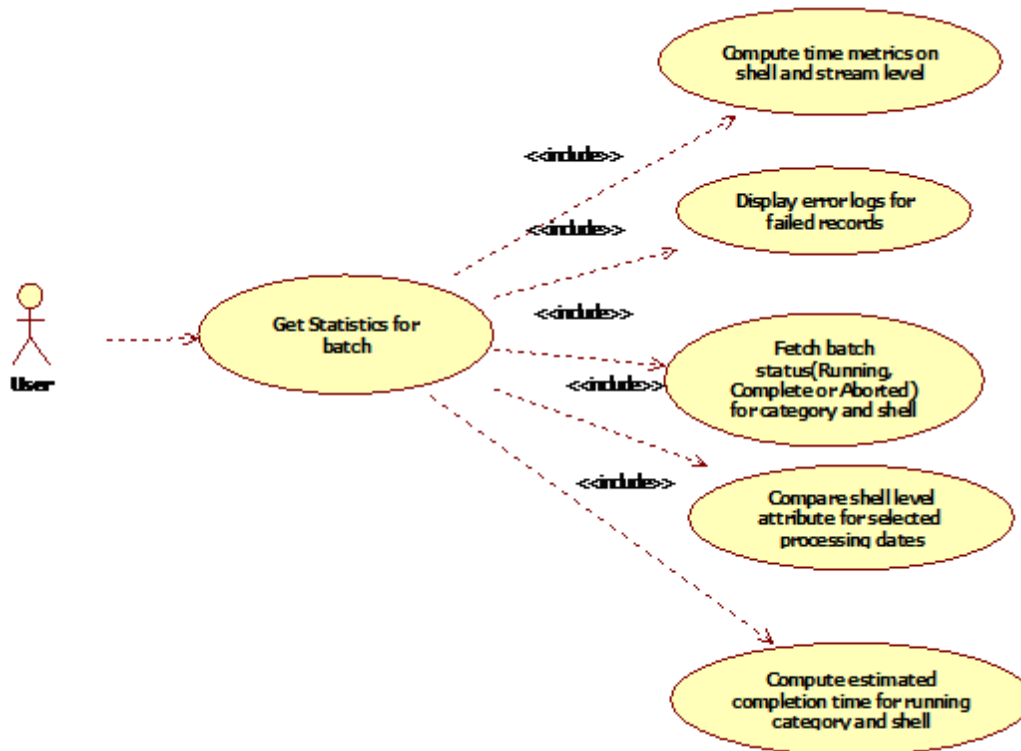 Compute time metrics on
shell and stream level
<<include>>
Display error logs for
failed records
<<include>>
User
Get Statistics for
batch
<<include>>
Fetch batch
status(Running,
Complete or Aborted)
for category and shell
<<include>>
Compare shell level
attribute for selected
processing dates
<<include>>
Compute estimated
completion time for running
category and shell